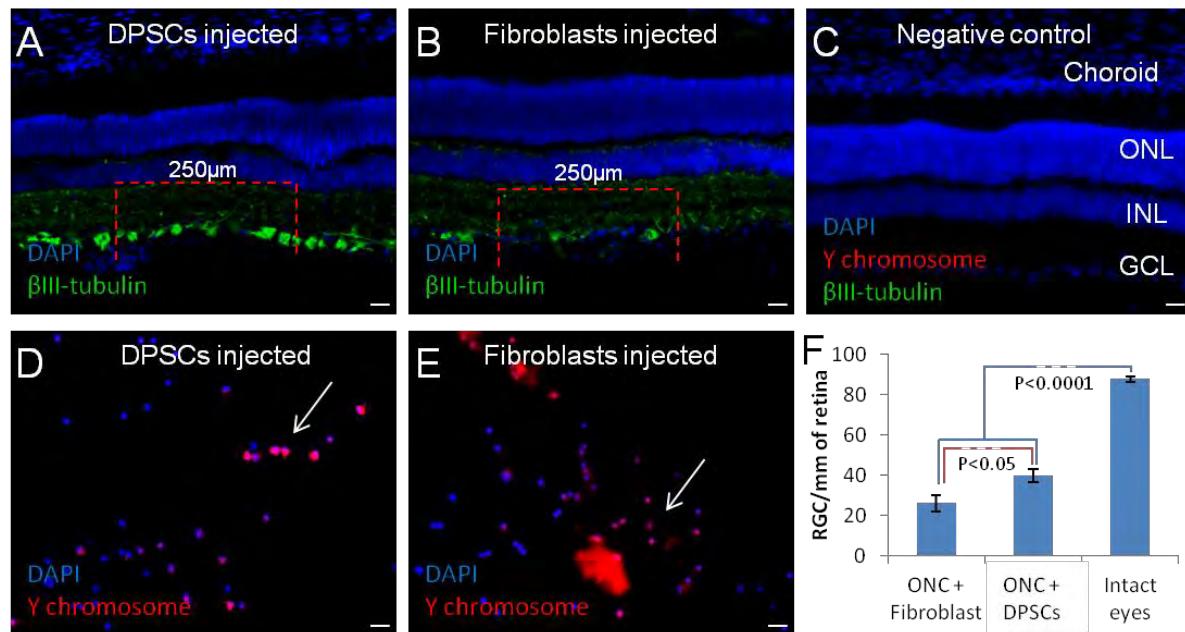 A
DPSCs injected
250µm
DAPI
βIII-tubulin
B
Fibroblasts injected
250µm
DAPI
βIII-tubulin
C
Negative control
Choroid
ONL
INL
DAPI
Y chromosome
GCL
βIII-tubulin
D
DPSCs injected
DAPI
Y chromosome
E
Fibroblasts injected
DAPI
Y chromosome
F
RGC/mm of retina
100
80
60
40
20
0
P<0.0001
P<0.05
ONC +
Fibroblast
ONC +
DPSCs
Intact
eyes